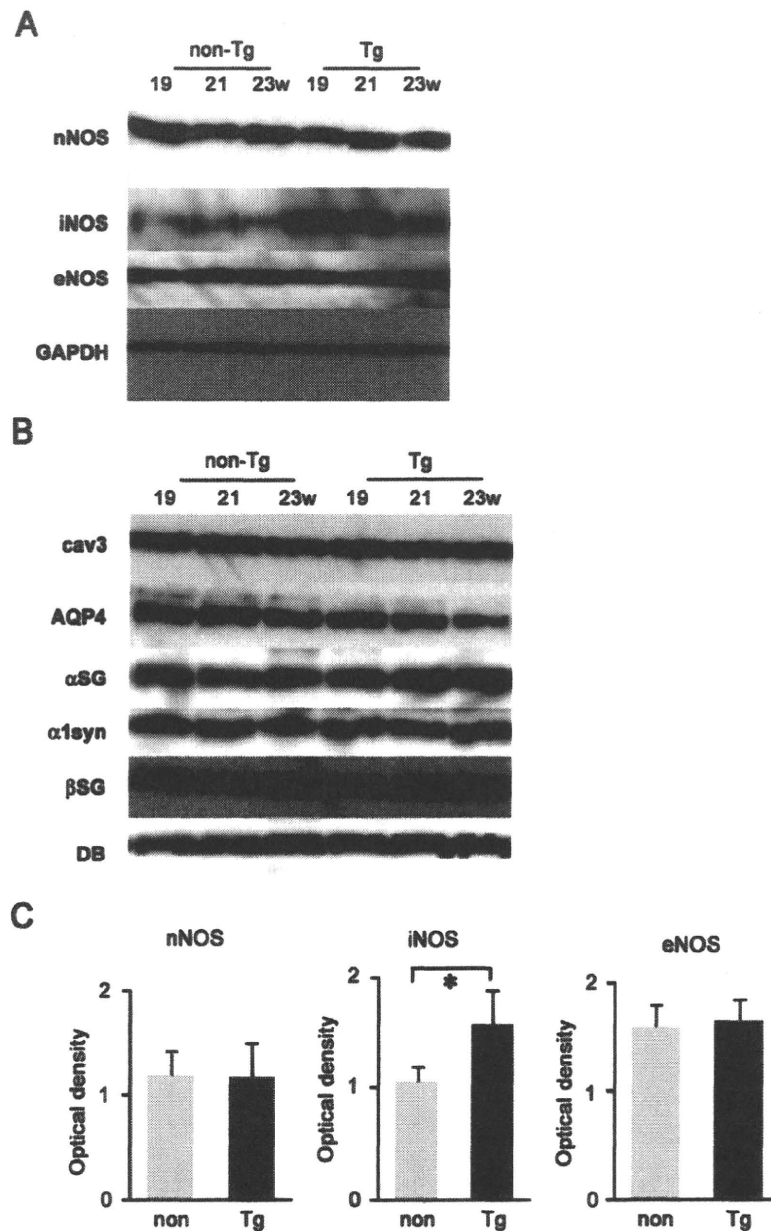 A
non-Tg Tg
19 21 23w 19 21 23w
nNOS
iNOS
eNOS
GAPDH
B
non-Tg Tg
19 21 23w 19 21 23w
cav3
AQP4
αSG
α1syn
βSG
DB
C
nNOS iNOS eNOS
*
2 2 2
Optical density Optical density Optical density
1 1 1
0 0 0
non Tg non Tg non Tg